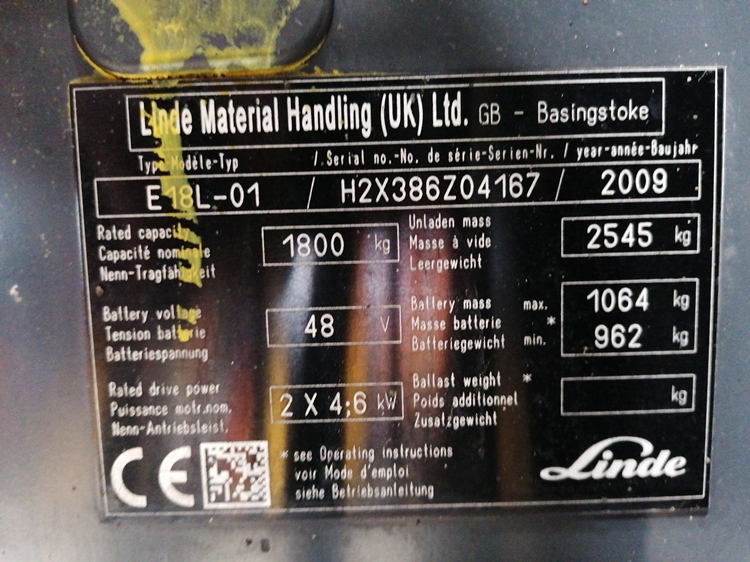 Linde Material Handling (UK) Ltd. GB - Basingstoke
Type-Modèle-Typ / Serial no.-No. de série-Serien-Nr. / year-année-Baujahr
E18L-01 / H2X386Z04167 / 2009
Rated capacity
Capacité nominale
Nenn-Tragfähigkeit
1800 kg
Unladen mass
Masse à vide
Leergewicht
2545 kg
Battery voltage
Tension batterie
Batteriespannung
48 V
Battery mass max. 1064 kg
Masse batterie *
Batteriegewicht min. 962 kg
Rated drive power
Puissance motr.nom.
Nenn-Antriebsleist.
2 X 4;6 kW
Ballast weight *
Poids additionnel
Zusatzgewicht
kg
CE
* see Operating instructions
voir Mode d'emploi
siehe Betriebsanleitung
Linde